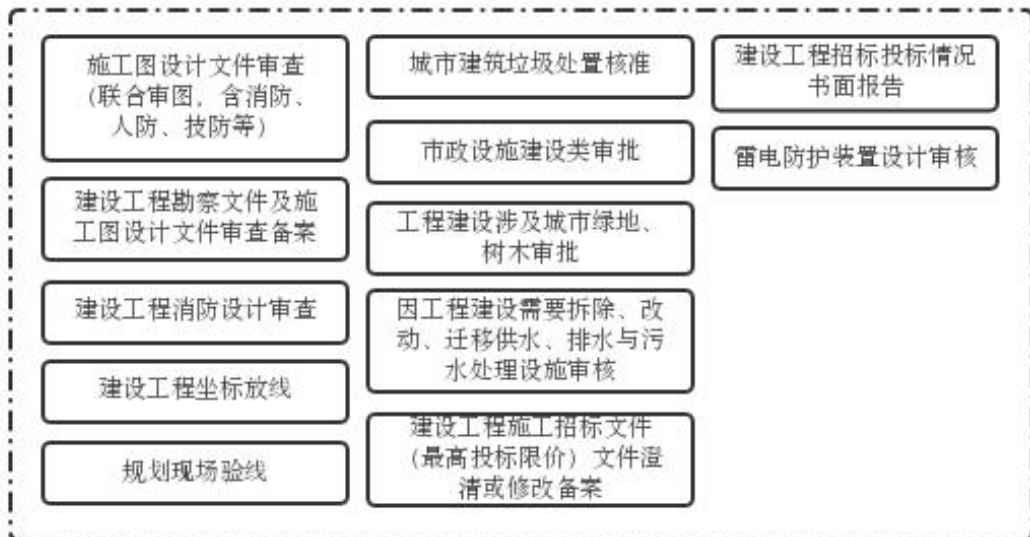 施工图设计文件审查
（联合审图，含消防、
人防、技防等）
建设工程勘察文件及施
工图设计文件审查备案
建设工程消防设计审查
建设工程坐标放线
规划现场验线
城市建筑垃圾处置核准
市政设施建设类审批
工程建设涉及城市绿地、
树木审批
因工程建设需要拆除、改
动、迁移供水、排水与污
水处理设施审核
建设工程施工招标文件
（最高投标限价）文件澄
清或修改备案
建设工程招标投标情况
书面报告
雷电防护装置设计审核